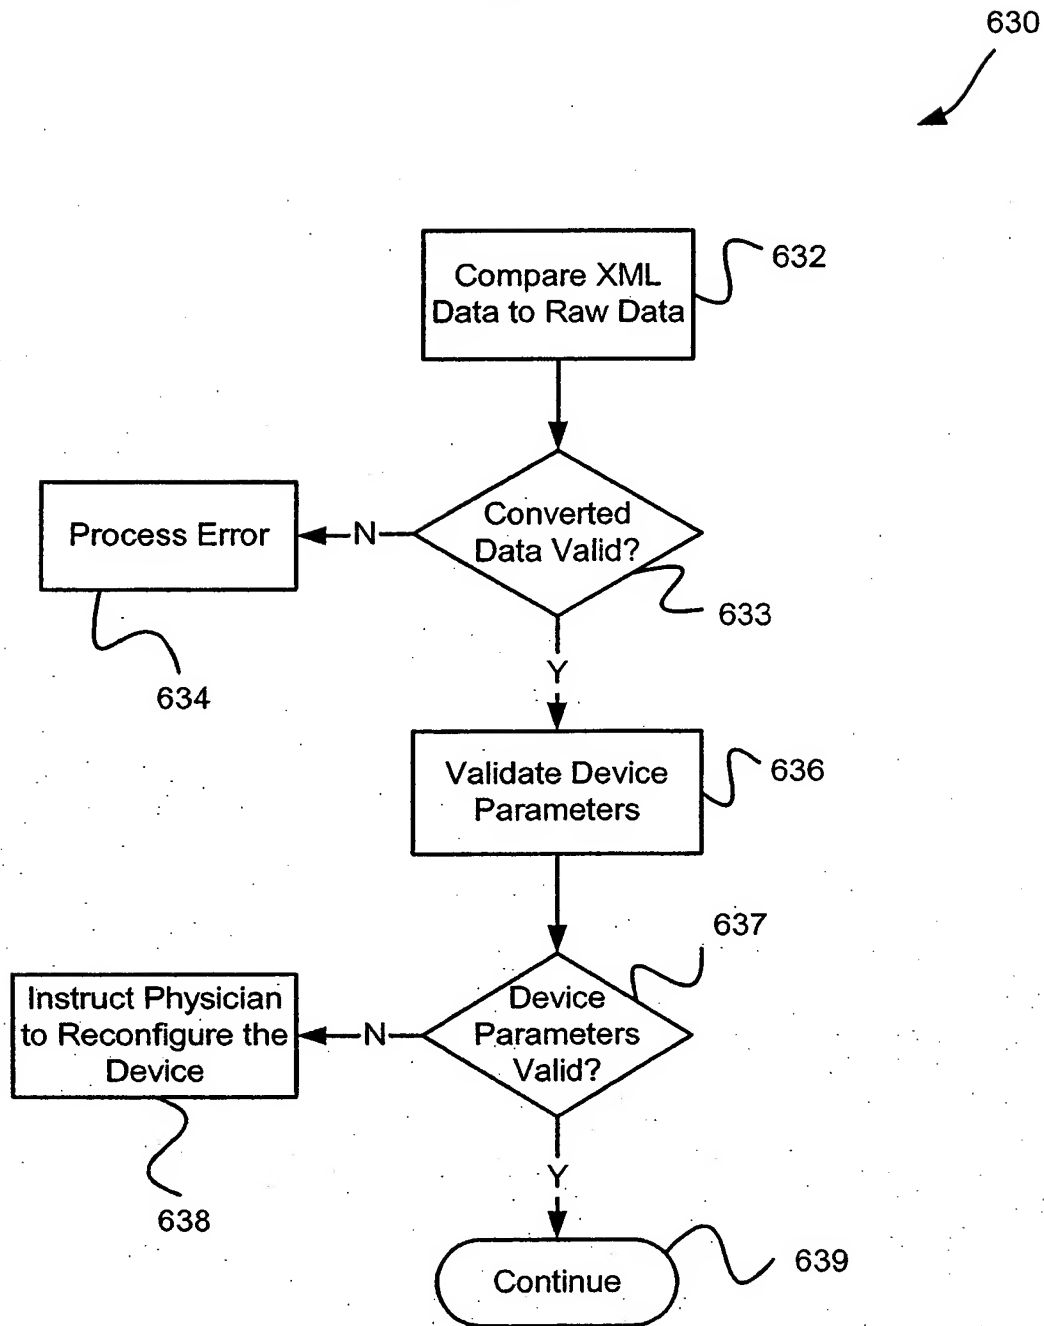 630
Compare XML
Data to Raw Data
632
Converted
Data Valid?
633
N
Process Error
634
Y
Validate Device
Parameters
636
Device
Parameters
Valid?
637
N
Instruct Physician
to Reconfigure the
Device
638
Y
Continue
639